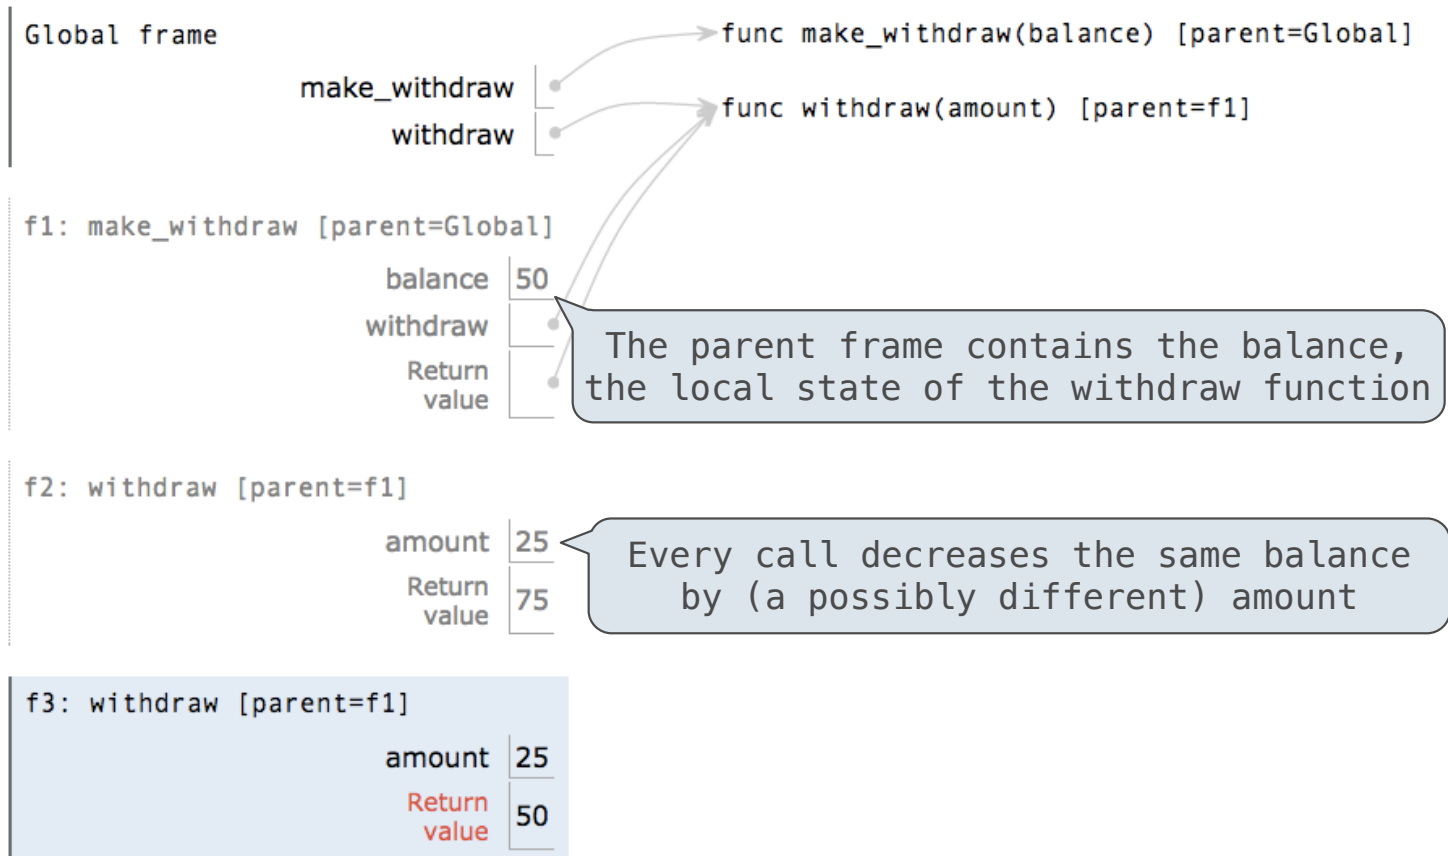 Global frame
func make_withdraw(balance) [parent=Global]
make_withdraw
func withdraw(amount) [parent=f1]
withdraw
f1: make_withdraw [parent=Global]
balance 50
withdraw
Return
value
The parent frame contains the balance,
the local state of the withdraw function
f2: withdraw [parent=f1]
amount 25
Return
value 75
Every call decreases the same balance
by (a possibly different) amount
f3: withdraw [parent=f1]
amount 25
Return
value 50